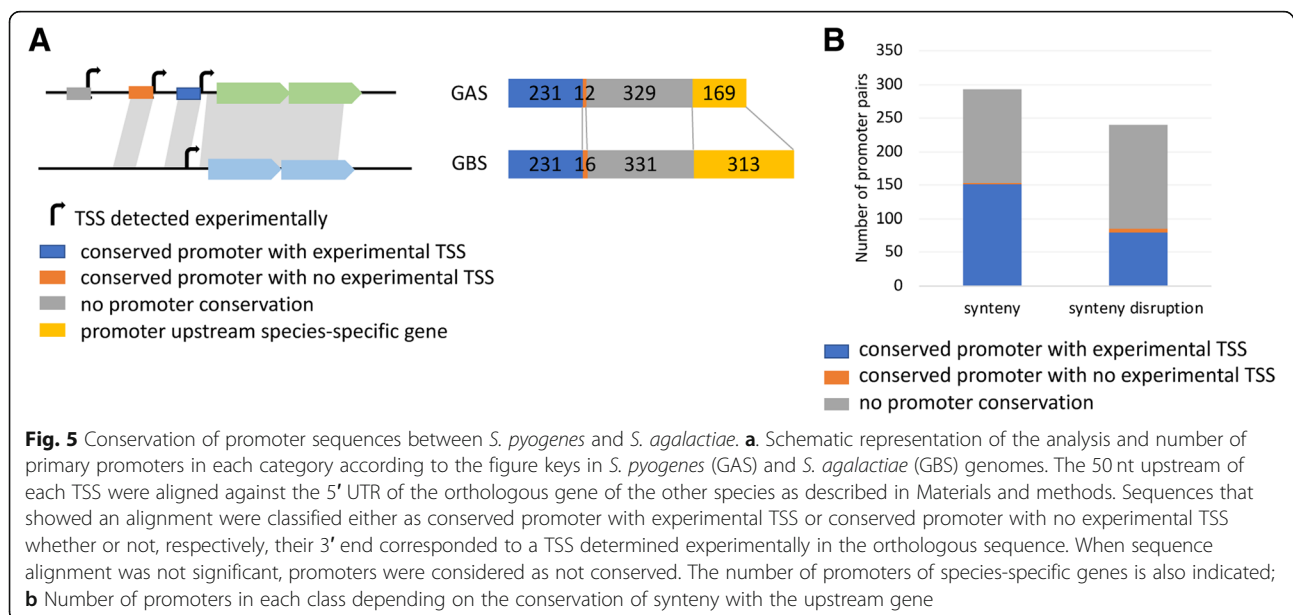 A
GAS 231 12 329 169
GBS 231 16 331 313
TSS detected experimentally
conserved promoter with experimental TSS
conserved promoter with no experimental TSS
no promoter conservation
promoter upstream species-specific gene
B
Number of promoter pairs
350
300
250
200
150
100
50
0
synteny synteny disruption
conserved promoter with experimental TSS
conserved promoter with no experimental TSS
no promoter conservation
Fig. 5 Conservation of promoter sequences between S. pyogenes and S. agalactiae. a. Schematic representation of the analysis and number of
primary promoters in each category according to the figure keys in S. pyogenes (GAS) and S. agalactiae (GBS) genomes. The 50 nt upstream of
each TSS were aligned against the 5′ UTR of the orthologous gene of the other species as described in Materials and methods. Sequences that
showed an alignment were classified either as conserved promoter with experimental TSS or conserved promoter with no experimental TSS
whether or not, respectively, their 3′ end corresponded to a TSS determined experimentally in the orthologous sequence. When sequence
alignment was not significant, promoters were considered as not conserved. The number of promoters of species-specific genes is also indicated;
b Number of promoters in each class depending on the conservation of synteny with the upstream gene